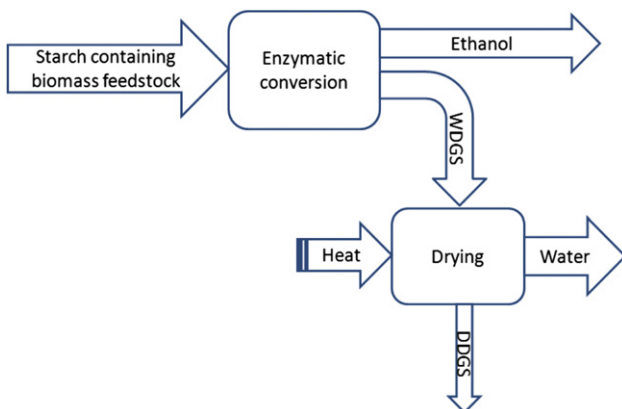 Starch containing
biomass feedstock
Enzymatic
conversion
Ethanol
WDGS
Heat
Drying
Water
DDGS